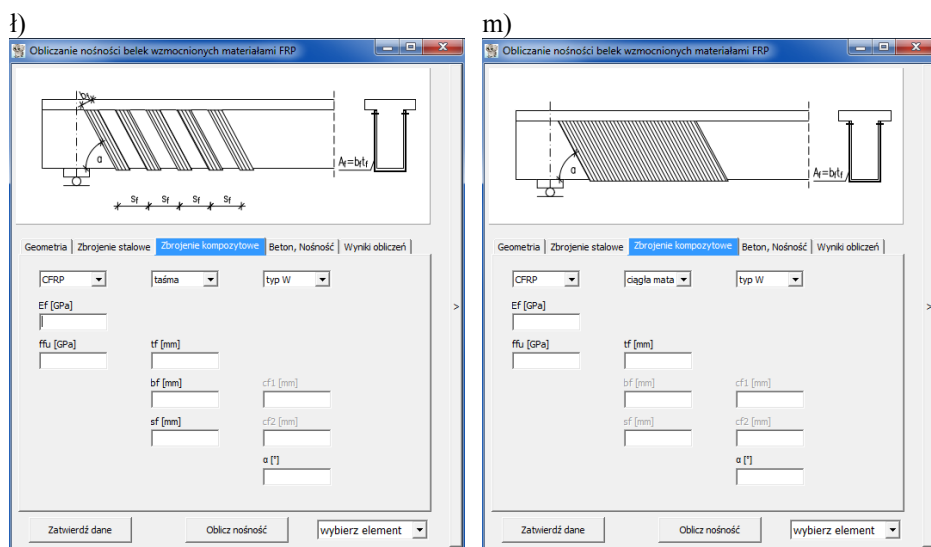 ł)
Obliczanie nośności belek wzmocnionych materiałami FRP
bf
α
Af=bftf
sf sf sf sf
Geometria Zbrojenie stalowe Zbrojenie kompozytowe Beton, Nośność Wyniki obliczeń
CFRP taśma typ W
Ef [GPa]
>
ffu [GPa] tf [mm]
bf [mm] cf1 [mm]
sf [mm] cf2 [mm]
α [°]
Zatwierdź dane Oblicz nośność wybierz element
m)
Obliczanie nośności belek wzmocnionych materiałami FRP
α
Af=bftf
Geometria Zbrojenie stalowe Zbrojenie kompozytowe Beton, Nośność Wyniki obliczeń
CFRP ciągła mata typ W
Ef [GPa]
>
ffu [GPa] tf [mm]
bf [mm] cf1 [mm]
sf [mm] cf2 [mm]
α [°]
Zatwierdź dane Oblicz nośność wybierz element